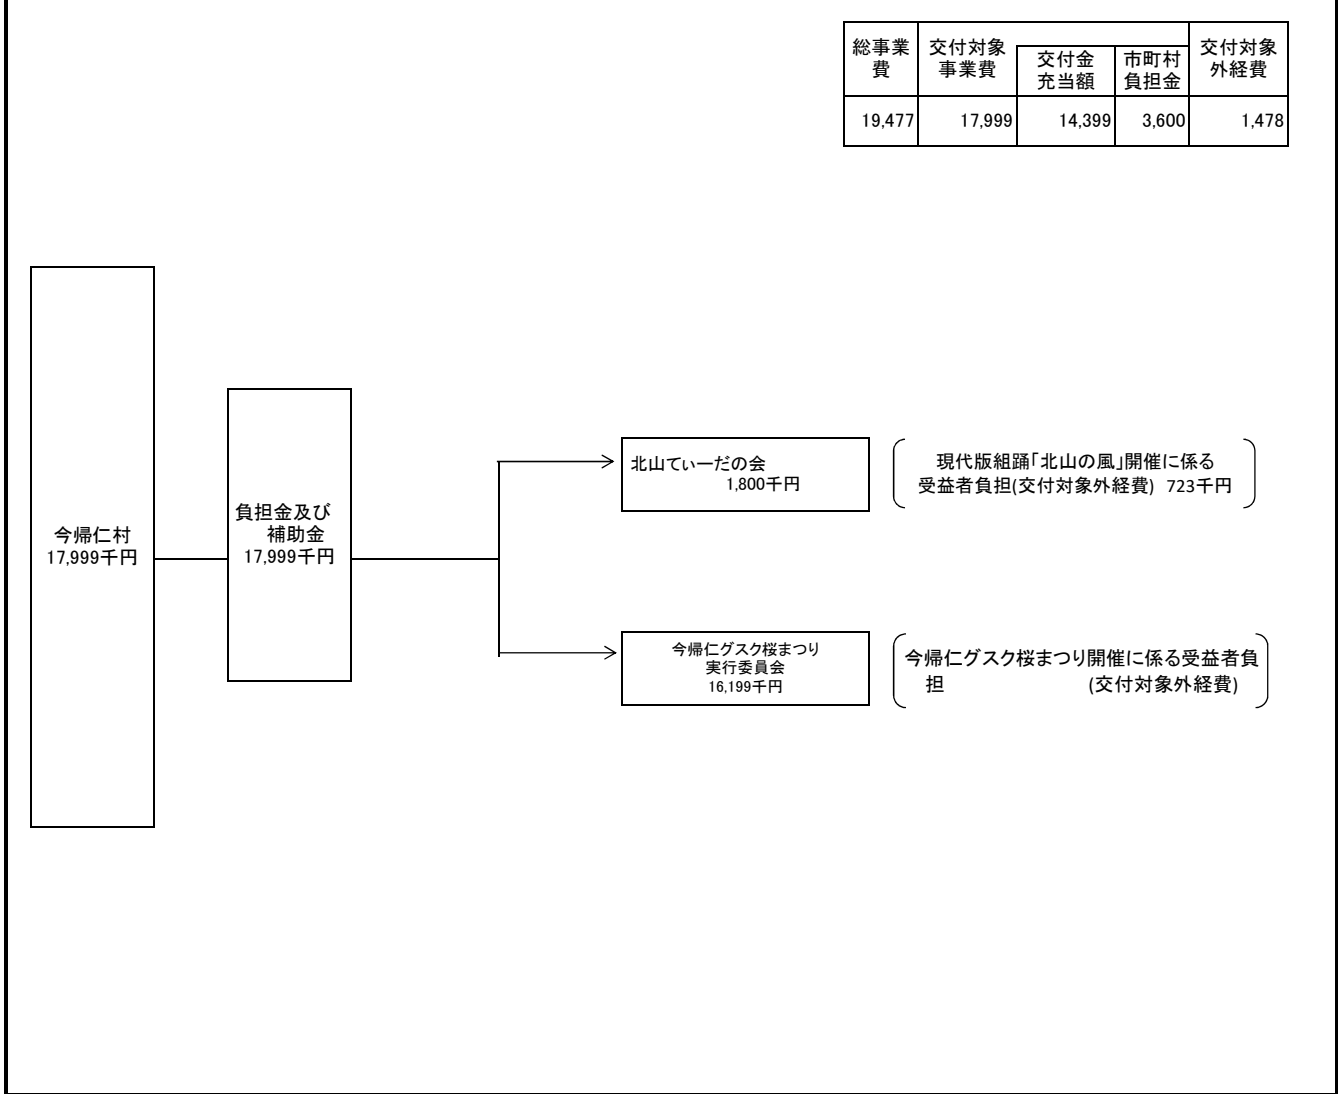 総事業
費
交付対象
事業費
交付金
充当額
市町村
負担金
交付対象
外経費
19,477 17,999 14,399 3,600 1,478
今帰仁村
17,999千円
負担金及び
補助金
17,999千円
北山てぃーだの会
1,800千円
現代版組踊「北山の風」開催に係る
受益者負担(交付対象外経費) 723千円
今帰仁グスク桜まつり
実行委員会
16,199千円
今帰仁グスク桜まつり開催に係る受益者負
担 (交付対象外経費)